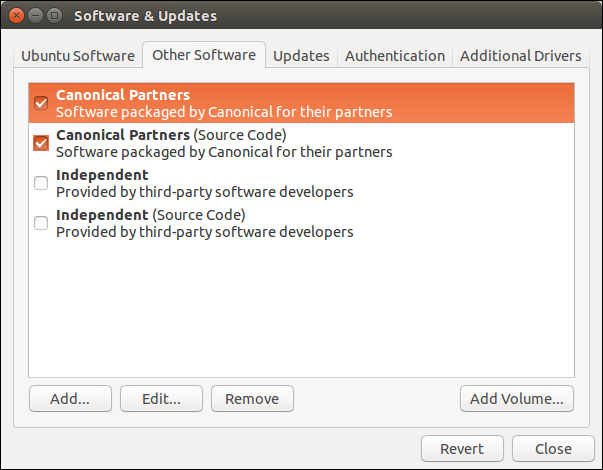 Software & Updates
Ubuntu Software Other Software Updates Authentication Additional Drivers
Canonical Partners
Software packaged by Canonical for their partners
Canonical Partners (Source Code)
Software packaged by Canonical for their partners
Independent
Provided by third-party software developers
Independent (Source Code)
Provided by third-party software developers
Add... Edit... Remove Add Volume...
Revert Close